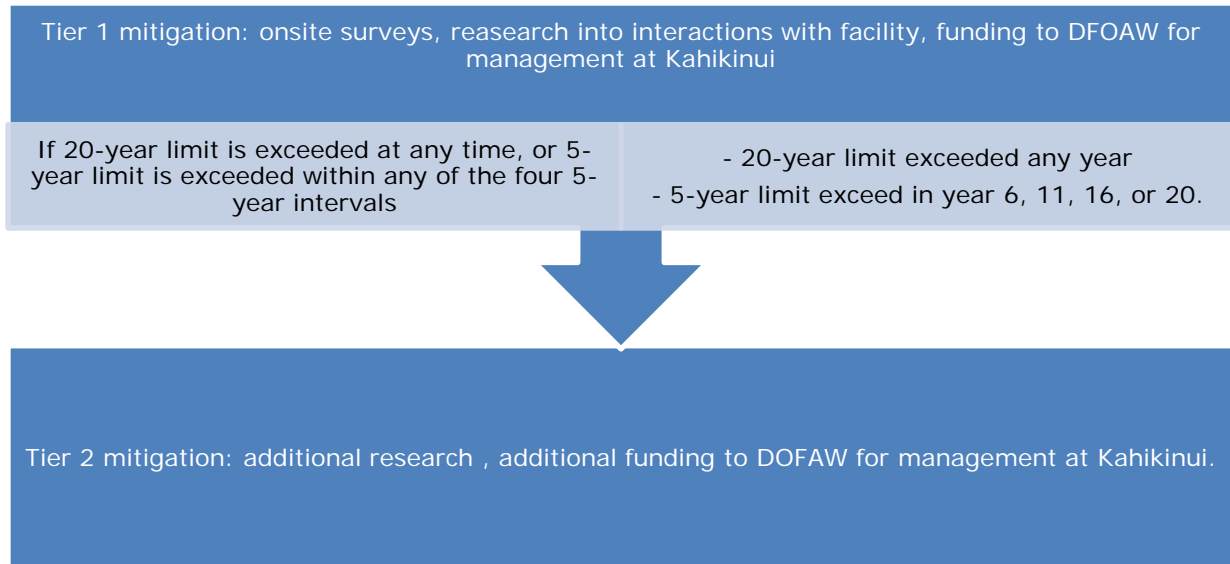 Tier 1 mitigation: onsite surveys, reasearch into interactions with facility, funding to DFOAW for
management at Kahikinui
If 20-year limit is exceeded at any time, or 5-
year limit is exceeded within any of the four 5-
year intervals
- 20-year limit exceeded any year
- 5-year limit exceed in year 6, 11, 16, or 20.
Tier 2 mitigation: additional research , additional funding to DOFAW for management at Kahikinui.